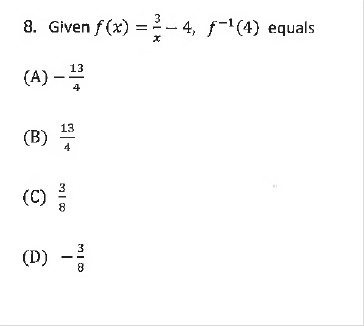 8. Given f(x) = 3/x − 4, f⁻¹(4) equals
(A) − 13/4
(B) 13/4
(C) 3/8
(D) − 3/8